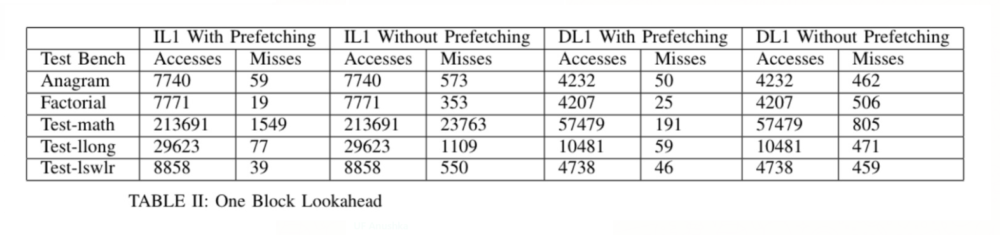 IL1 With Prefetching IL1 Without Prefetching DL1 With Prefetching DL1 Without Prefetching
Test Bench Accesses Misses Accesses Misses Accesses Misses Accesses Misses
Anagram 7740 59 7740 573 4232 50 4232 462
Factorial 7771 19 7771 353 4207 25 4207 506
Test-math 213691 1549 213691 23763 57479 191 57479 805
Test-llong 29623 77 29623 1109 10481 59 10481 471
Test-lswlr 8858 39 8858 550 4738 46 4738 459
TABLE II: One Block Lookahead